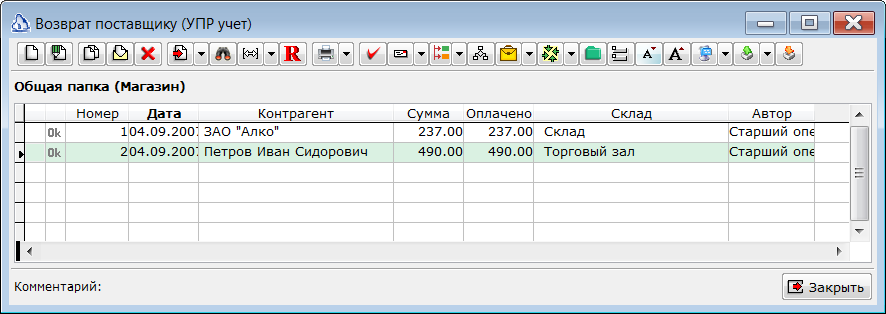 Возврат поставщику (УПР учет)
R A A
Общая папка (Магазин)
Номер Дата Контрагент Сумма Оплачено Склад Автор
Ok 1 04.09.2007 ЗАО "Алко" 237.00 237.00 Склад Старший опе
Ok 2 04.09.2007 Петров Иван Сидорович 490.00 490.00 Торговый зал Старший опе
Комментарий: Закрыть